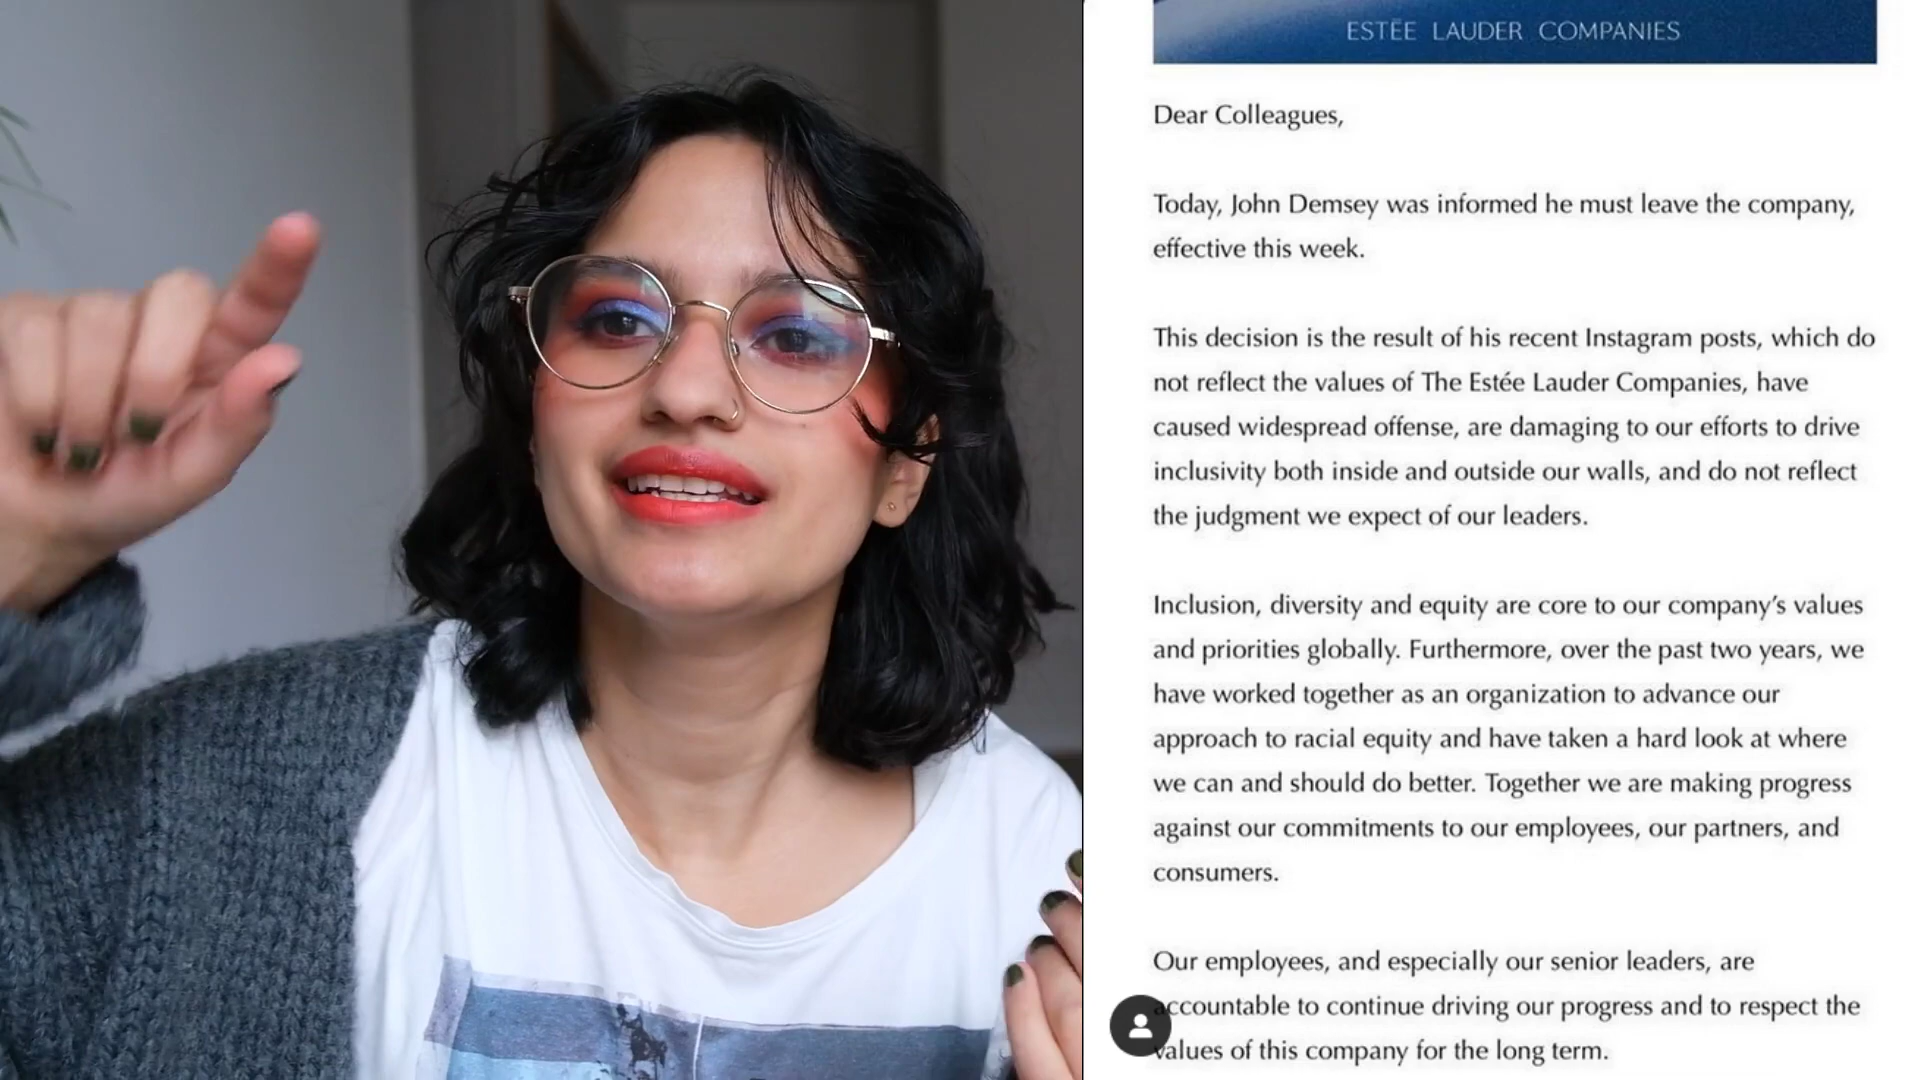 ESTĒE LAUDER COMPANIES
Dear Colleagues,
Today, John Demsey was informed he must leave the company,
effective this week.
This decision is the result of his recent Instagram posts, which do
not reflect the values of The Estée Lauder Companies, have
caused widespread offense, are damaging to our efforts to drive
inclusivity both inside and outside our walls, and do not reflect
the judgment we expect of our leaders.
Inclusion, diversity and equity are core to our company's values
and priorities globally. Furthermore, over the past two years, we
have worked together as an organization to advance our
approach to racial equity and have taken a hard look at where
we can and should do better. Together we are making progress
against our commitments to our employees, our partners, and
consumers.
Our employees, and especially our senior leaders, are
accountable to continue driving our progress and to respect the
values of this company for the long term.